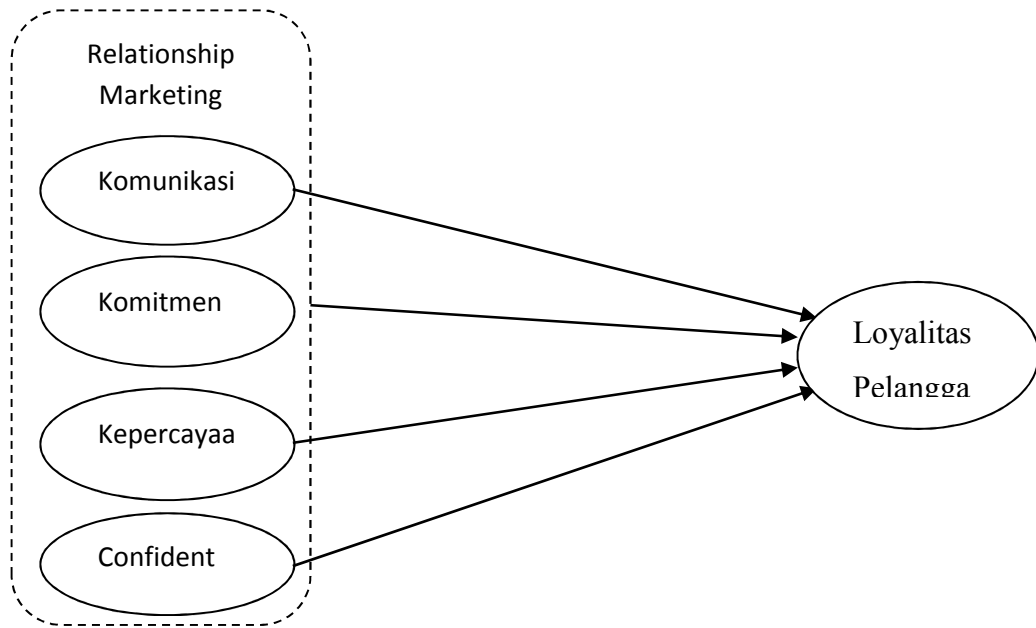 Relationship
Marketing
Komunikasi
Komitmen
Kepercayaa
Confident
Loyalitas
Pelangga